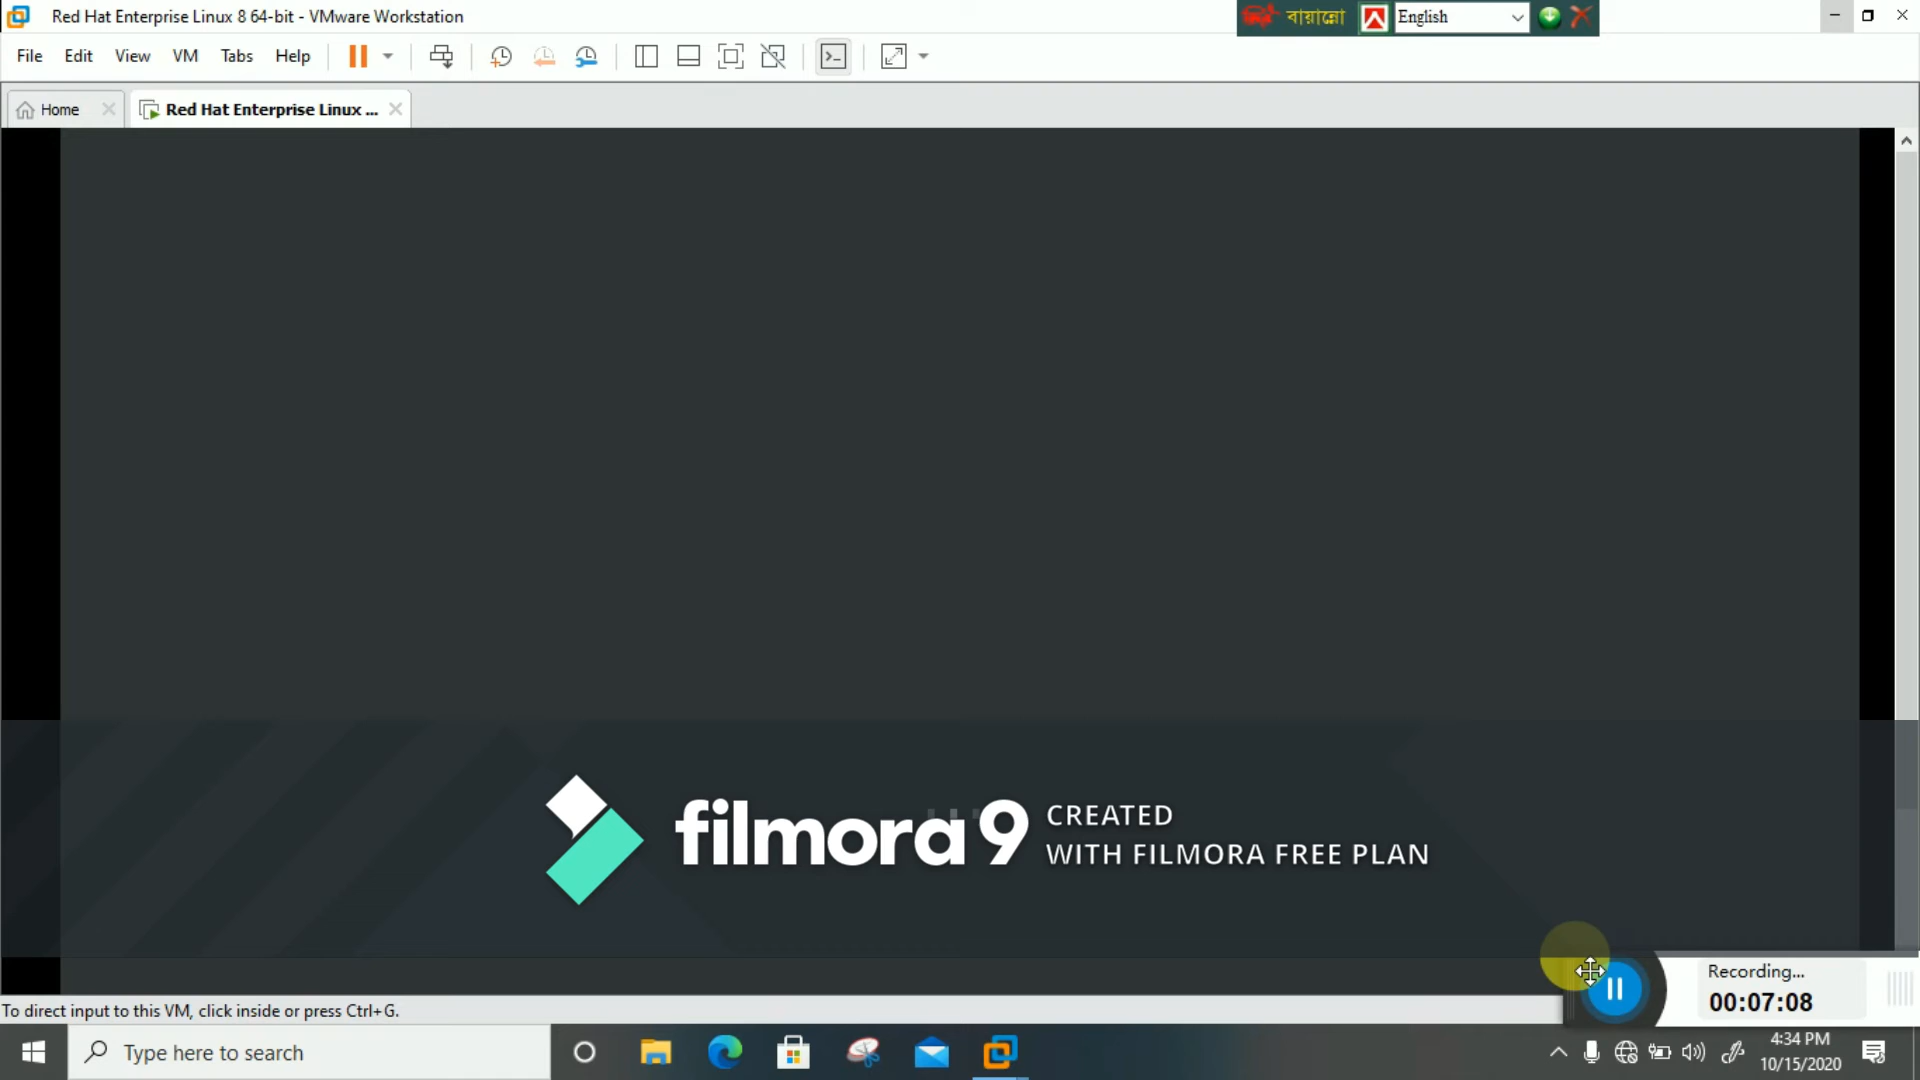 Red Hat Enterprise Linux 8 64-bit - VMware Workstation
বায়ান্নো
English
File Edit View VM Tabs Help
Home
Red Hat Enterprise Linux ...
filmora 9
CREATED
WITH FILMORA FREE PLAN
Recording...
00:07:08
To direct input to this VM, click inside or press Ctrl+G.
Type here to search
4:34 PM
10/15/2020